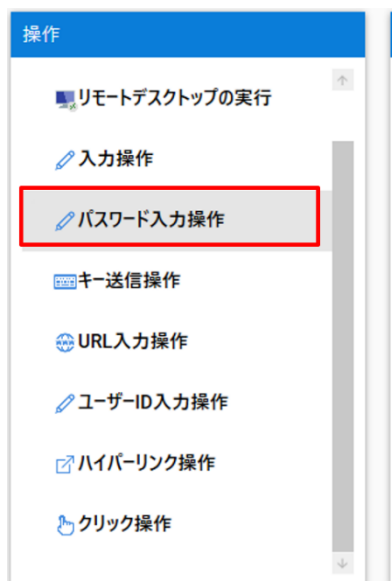 操作
リモートデスクトップの実行
入力操作
パスワード入力操作
キー送信操作
URL入力操作
ユーザーID入力操作
ハイパーリンク操作
クリック操作